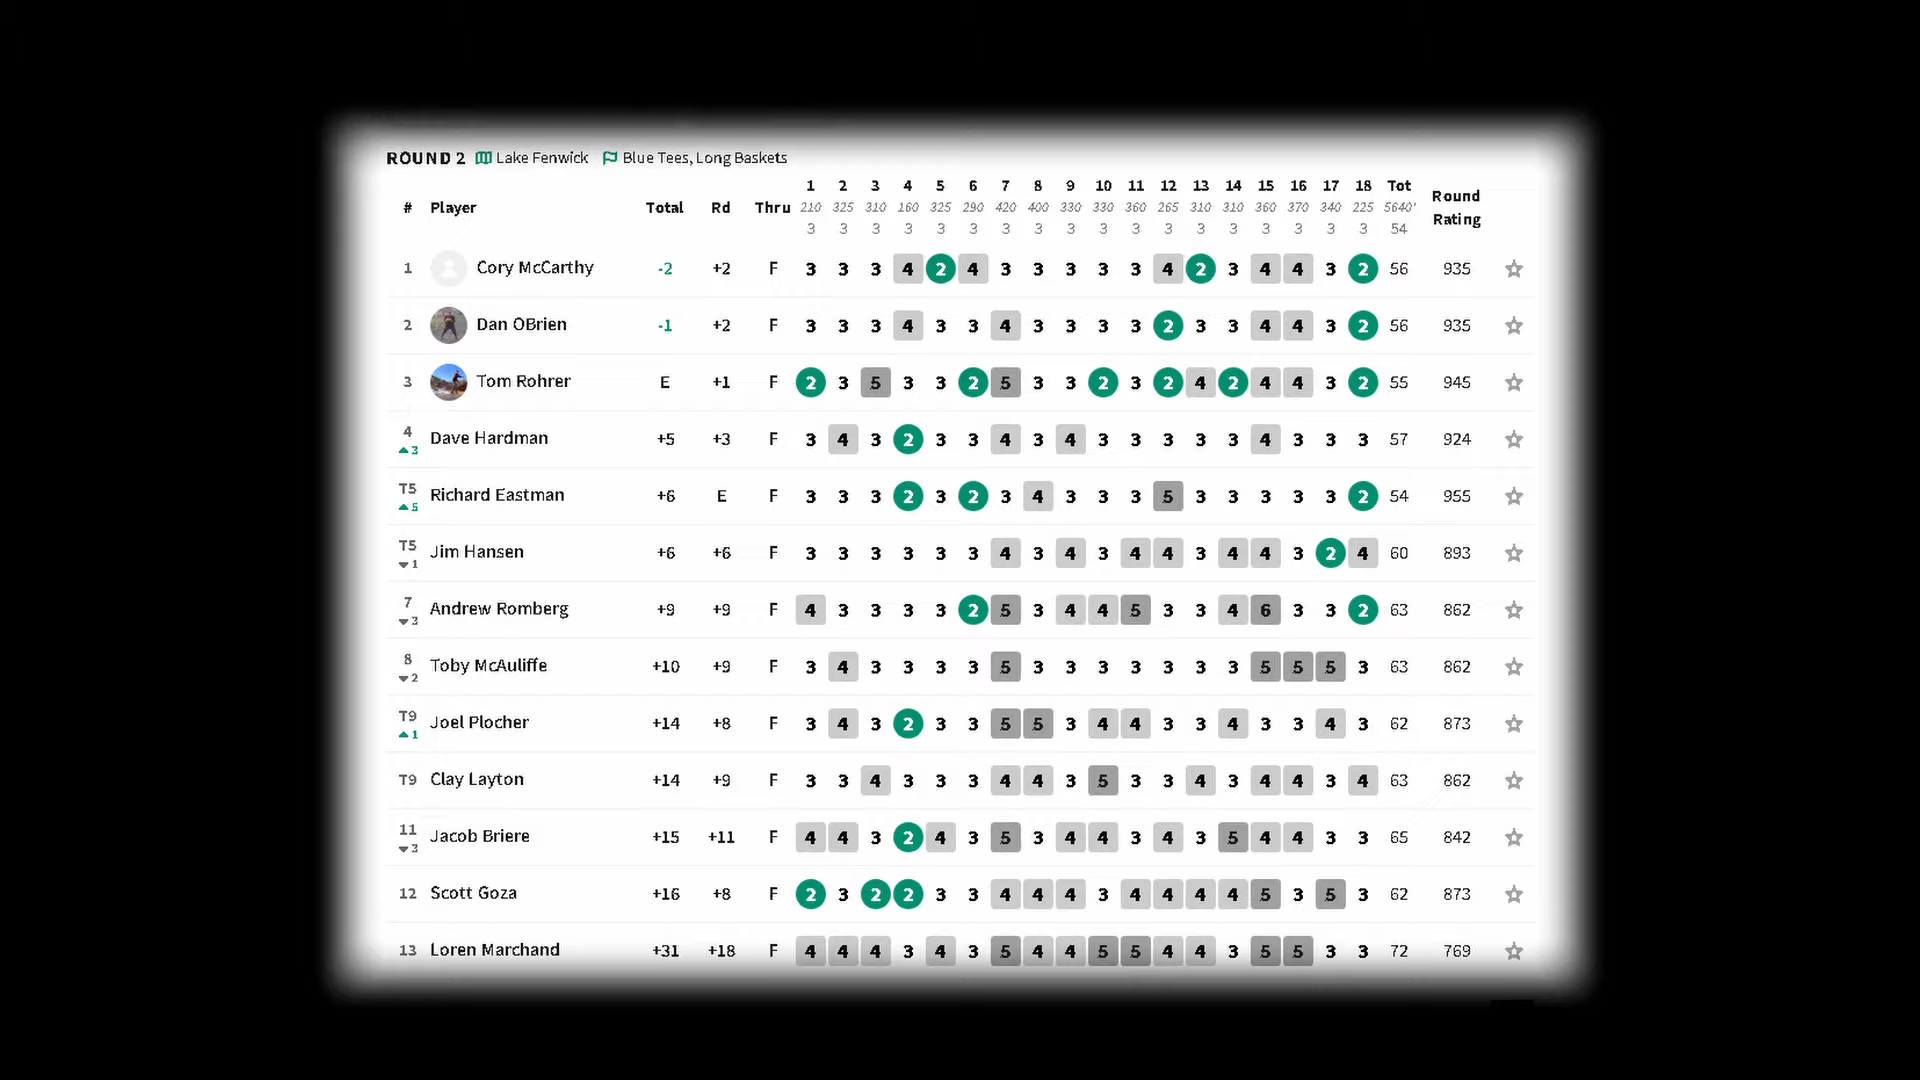 ROUND 2 Lake Fenwick Blue Tees, Long Baskets
# Player Total Rd Thru 1 2 3 4 5 6 7 8 9 10 11 12 13 14 15 16 17 18 Tot Round Rating
210 325 310 160 325 290 420 400 330 330 360 265 310 310 360 370 340 225 5640'
3 3 3 3 3 3 3 3 3 3 3 3 3 3 3 3 3 3 54
1 Cory McCarthy -2 +2 F 3 3 3 4 2 4 3 3 3 3 3 4 2 3 4 4 3 2 56 935
2 Dan OBrien -1 +2 F 3 3 3 4 3 3 4 3 3 3 3 2 3 3 4 4 3 2 56 935
3 Tom Rohrer E +1 F 2 3 5 3 3 2 5 3 3 2 3 2 4 2 4 4 3 2 55 945
4 3 Dave Hardman +5 +3 F 3 4 3 2 3 3 4 3 4 3 3 3 3 3 4 3 3 3 57 924
T5 5 Richard Eastman +6 E F 3 3 3 2 3 2 3 4 3 3 3 5 3 3 3 3 3 2 54 955
T5 1 Jim Hansen +6 +6 F 3 3 3 3 3 3 4 3 4 3 4 4 3 4 4 3 2 4 60 893
7 3 Andrew Romberg +9 +9 F 4 3 3 3 3 2 5 3 4 4 5 3 3 4 6 3 3 2 63 862
8 2 Toby McAuliffe +10 +9 F 3 4 3 3 3 3 5 3 3 3 3 3 3 3 5 5 5 3 63 862
T9 1 Joel Plocher +14 +8 F 3 4 3 2 3 3 5 5 3 4 4 3 3 4 3 3 4 3 62 873
T9 Clay Layton +14 +9 F 3 3 4 3 3 3 4 4 3 5 3 3 4 3 4 4 3 4 63 862
11 3 Jacob Briere +15 +11 F 4 4 3 2 4 3 5 3 4 4 3 4 3 5 4 4 3 3 65 842
12 Scott Goza +16 +8 F 2 3 2 2 3 3 4 4 4 3 4 4 4 4 5 3 5 3 62 873
13 Loren Marchand +31 +18 F 4 4 4 3 4 3 5 4 4 5 5 4 4 3 5 5 3 3 72 769